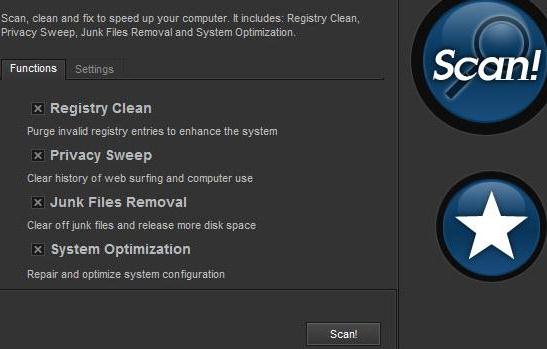 Scan, clean and fix to speed up your computer. It includes: Registry Clean,
Privacy Sweep, Junk Files Removal and System Optimization.
Functions Settings
Registry Clean
Purge invalid registry entries to enhance the system
Privacy Sweep
Clear history of web surfing and computer use
Junk Files Removal
Clear off junk files and release more disk space
System Optimization
Repair and optimize system configuration
Scan!
Scan!